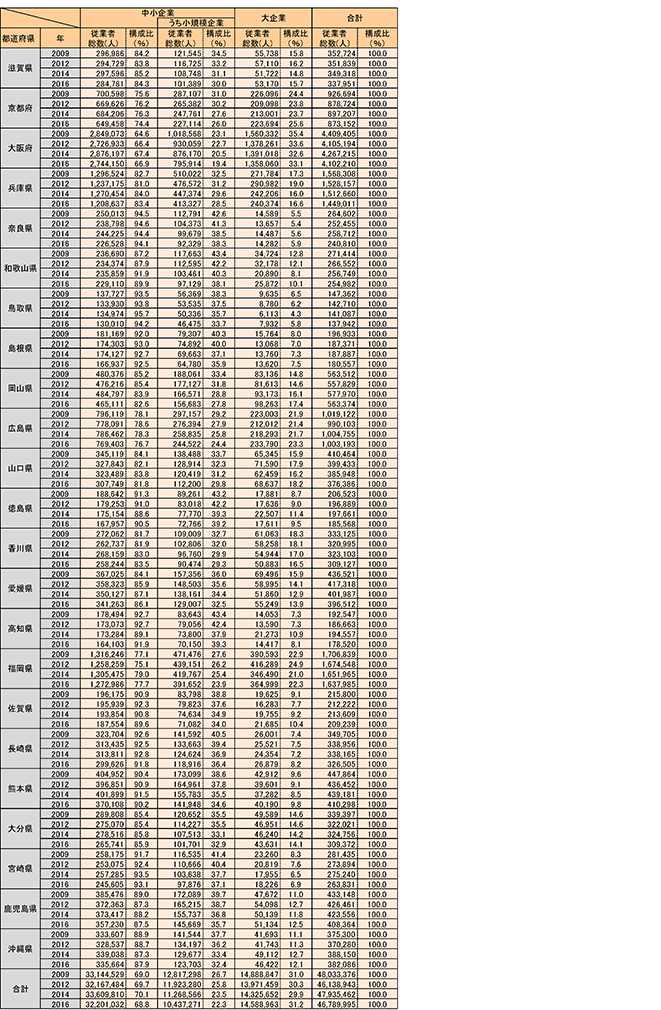 中小企業 大企業 合計
うち小規模企業
都道府県 年 従業者総数(人) 構成比(%) 従業者総数(人) 構成比(%) 従業者総数(人) 構成比(%) 従業者総数(人) 構成比(%)
滋賀県
2009 296,986 84.2 121,545 34.5 55,738 15.8 352,724 100.0
2012 294,729 83.8 116,725 33.2 57,110 16.2 351,839 100.0
2014 297,596 85.2 108,748 31.1 51,722 14.8 349,318 100.0
2016 284,781 84.3 101,389 30.0 53,170 15.7 337,951 100.0
京都府
2009 700,598 75.6 287,107 31.0 226,096 24.4 926,694 100.0
2012 669,626 76.2 265,382 30.2 209,098 23.8 878,724 100.0
2014 684,206 76.3 247,761 27.6 213,001 23.7 897,207 100.0
2016 649,458 74.4 227,114 26.0 223,694 25.6 873,152 100.0
大阪府
2009 2,849,073 64.6 1,018,568 23.1 1,560,332 35.4 4,409,405 100.0
2012 2,726,933 66.4 930,059 22.7 1,378,261 33.6 4,105,194 100.0
2014 2,876,197 67.4 876,170 20.5 1,391,018 32.6 4,267,215 100.0
2016 2,744,150 66.9 795,914 19.4 1,358,060 33.1 4,102,210 100.0
兵庫県
2009 1,296,524 82.7 510,022 32.5 271,784 17.3 1,568,308 100.0
2012 1,237,175 81.0 476,572 31.2 290,982 19.0 1,528,157 100.0
2014 1,270,454 84.0 447,374 29.6 242,206 16.0 1,512,660 100.0
2016 1,208,637 83.4 413,327 28.5 240,374 16.6 1,449,011 100.0
奈良県
2009 250,013 94.5 112,791 42.6 14,589 5.5 264,602 100.0
2012 238,798 94.6 104,373 41.3 13,657 5.4 252,455 100.0
2014 244,225 94.4 99,679 38.5 14,487 5.6 258,712 100.0
2016 226,528 94.1 92,329 38.3 14,282 5.9 240,810 100.0
和歌山県
2009 236,690 87.2 117,663 43.4 34,724 12.8 271,414 100.0
2012 234,374 87.9 112,595 42.2 32,178 12.1 266,552 100.0
2014 235,859 91.9 103,461 40.3 20,890 8.1 256,749 100.0
2016 229,110 89.9 97,129 38.1 25,872 10.1 254,982 100.0
鳥取県
2009 137,727 93.5 56,369 38.3 9,635 6.5 147,362 100.0
2012 133,930 93.8 53,535 37.5 8,780 6.2 142,710 100.0
2014 134,974 95.7 50,336 35.7 6,113 4.3 141,087 100.0
2016 130,010 94.2 46,475 33.7 7,932 5.8 137,942 100.0
島根県
2009 181,169 92.0 79,307 40.3 15,764 8.0 196,933 100.0
2012 174,303 93.0 74,892 40.0 13,068 7.0 187,371 100.0
2014 174,127 92.7 69,663 37.1 13,760 7.3 187,887 100.0
2016 166,937 92.5 64,780 35.9 13,620 7.5 180,557 100.0
岡山県
2009 480,376 85.2 188,061 33.4 83,136 14.8 563,512 100.0
2012 476,216 85.4 177,127 31.8 81,613 14.6 557,829 100.0
2014 484,797 83.9 166,571 28.8 93,173 16.1 577,970 100.0
2016 465,111 82.6 156,683 27.8 98,263 17.4 563,374 100.0
広島県
2009 796,119 78.1 297,157 29.2 223,003 21.9 1,019,122 100.0
2012 778,091 78.6 276,394 27.9 212,012 21.4 990,103 100.0
2014 786,462 78.3 258,835 25.8 218,293 21.7 1,004,755 100.0
2016 769,403 76.7 244,522 24.4 233,790 23.3 1,003,193 100.0
山口県
2009 345,119 84.1 138,488 33.7 65,345 15.9 410,464 100.0
2012 327,843 82.1 128,914 32.3 71,590 17.9 399,433 100.0
2014 323,489 83.8 120,419 31.2 62,459 16.2 385,948 100.0
2016 307,749 81.8 112,200 29.8 68,637 18.2 376,386 100.0
徳島県
2009 188,642 91.3 89,261 43.2 17,881 8.7 206,523 100.0
2012 179,253 91.0 83,018 42.2 17,636 9.0 196,889 100.0
2014 175,154 88.6 77,770 39.3 22,507 11.4 197,661 100.0
2016 167,957 90.5 72,766 39.2 17,611 9.5 185,568 100.0
香川県
2009 272,062 81.7 109,009 32.7 61,063 18.3 333,125 100.0
2012 262,737 81.9 102,806 32.0 58,258 18.1 320,995 100.0
2014 268,159 83.0 96,760 29.9 54,944 17.0 323,103 100.0
2016 258,244 83.5 90,474 29.3 50,883 16.5 309,127 100.0
愛媛県
2009 367,025 84.1 157,356 36.0 69,496 15.9 436,521 100.0
2012 358,323 85.9 148,503 35.6 58,995 14.1 417,318 100.0
2014 350,127 87.1 138,161 34.4 51,860 12.9 401,987 100.0
2016 341,263 86.1 129,007 32.5 55,249 13.9 396,512 100.0
高知県
2009 178,494 92.7 83,643 43.4 14,053 7.3 192,547 100.0
2012 173,073 92.7 79,056 42.4 13,590 7.3 186,663 100.0
2014 173,284 89.1 73,800 37.9 21,273 10.9 194,557 100.0
2016 164,103 91.9 70,150 39.3 14,417 8.1 178,520 100.0
福岡県
2009 1,316,246 77.1 471,476 27.6 390,593 22.9 1,706,839 100.0
2012 1,258,259 75.1 439,151 26.2 416,289 24.9 1,674,548 100.0
2014 1,305,475 79.0 419,767 25.4 346,490 21.0 1,651,965 100.0
2016 1,272,986 77.7 391,652 23.9 364,999 22.3 1,637,985 100.0
佐賀県
2009 196,175 90.9 83,798 38.8 19,625 9.1 215,800 100.0
2012 195,939 92.3 79,823 37.6 16,283 7.7 212,222 100.0
2014 193,854 90.8 74,634 34.9 19,755 9.2 213,609 100.0
2016 187,554 89.6 71,082 34.0 21,685 10.4 209,239 100.0
長崎県
2009 323,704 92.6 141,592 40.5 26,001 7.4 349,705 100.0
2012 313,435 92.5 133,663 39.4 25,521 7.5 338,956 100.0
2014 313,811 92.8 124,624 36.9 24,354 7.2 338,165 100.0
2016 299,626 91.8 118,916 36.4 26,879 8.2 326,505 100.0
熊本県
2009 404,952 90.4 173,099 38.6 42,912 9.6 447,864 100.0
2012 396,851 90.9 164,961 37.8 39,601 9.1 436,452 100.0
2014 401,899 91.5 155,783 35.5 37,282 8.5 439,181 100.0
2016 370,108 90.2 141,948 34.6 40,190 9.8 410,298 100.0
大分県
2009 289,808 85.4 120,652 35.5 49,589 14.6 339,397 100.0
2012 275,070 85.4 114,227 35.5 46,951 14.6 322,021 100.0
2014 278,516 85.8 107,513 33.1 46,240 14.2 324,756 100.0
2016 265,741 85.9 101,701 32.9 43,631 14.1 309,372 100.0
宮崎県
2009 258,175 91.7 116,535 41.4 23,260 8.3 281,435 100.0
2012 253,075 92.4 110,666 40.4 20,819 7.6 273,894 100.0
2014 257,285 93.5 103,638 37.7 17,955 6.5 275,240 100.0
2016 245,605 93.1 97,876 37.1 18,226 6.9 263,831 100.0
鹿児島県
2009 385,476 89.0 172,089 39.7 47,672 11.0 433,148 100.0
2012 372,363 87.3 165,215 38.7 54,098 12.7 426,461 100.0
2014 373,417 88.2 155,737 36.8 50,139 11.8 423,556 100.0
2016 357,230 87.5 145,669 35.7 51,134 12.5 408,364 100.0
沖縄県
2009 333,607 88.9 141,544 37.7 41,693 11.1 375,300 100.0
2012 328,537 88.7 134,197 36.2 41,743 11.3 370,280 100.0
2014 339,038 87.3 129,677 33.4 49,112 12.7 388,150 100.0
2016 335,664 87.9 123,703 32.4 46,422 12.1 382,086 100.0
合計
2009 33,144,529 69.0 12,817,298 26.7 14,888,847 31.0 48,033,376 100.0
2012 32,167,484 69.7 11,923,280 25.8 13,971,459 30.3 46,138,943 100.0
2014 33,609,810 70.1 11,268,566 23.5 14,325,652 29.9 47,935,462 100.0
2016 32,201,032 68.8 10,437,271 22.3 14,588,963 31.2 46,789,995 100.0